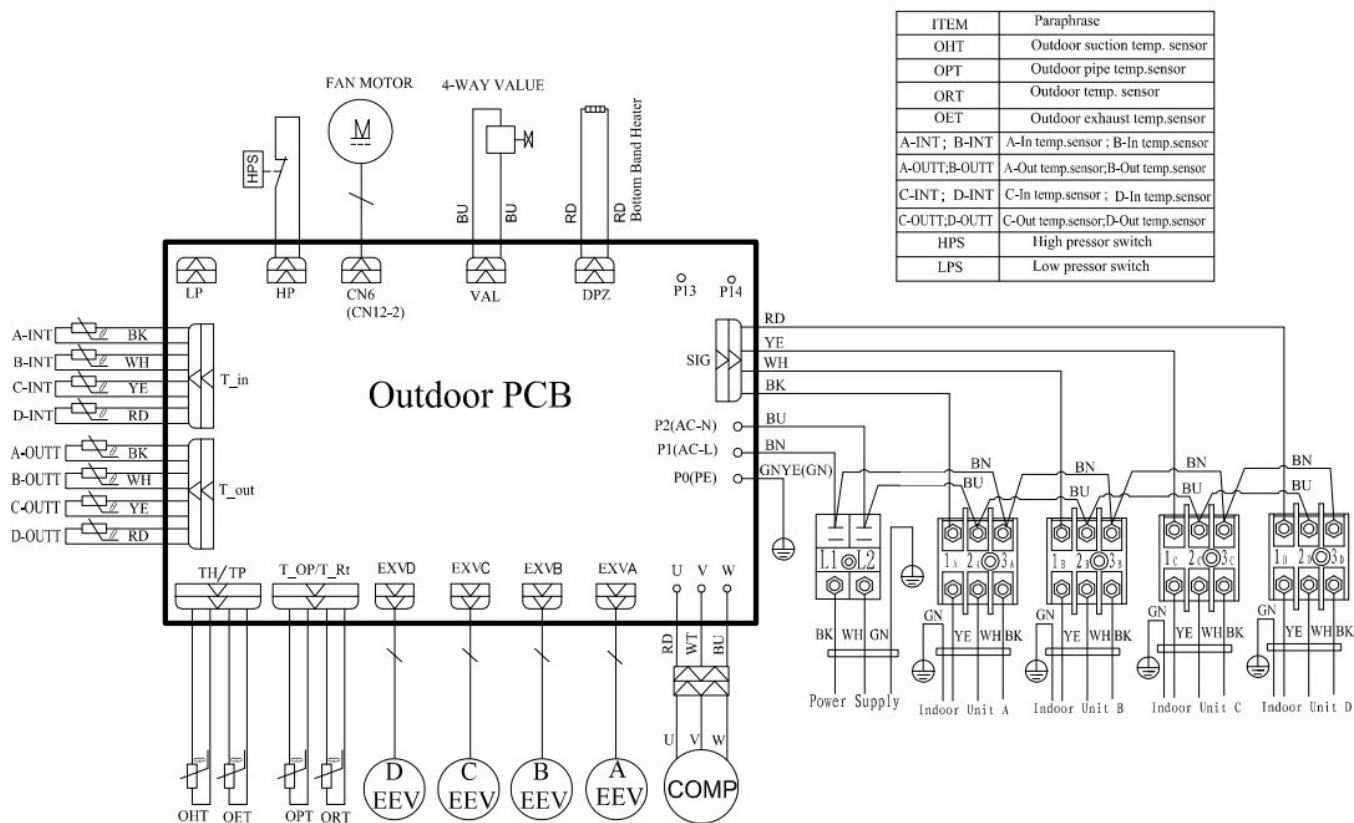 ITEM Paraphrase
OHT Outdoor suction temp. sensor
OPT Outdoor pipe temp.sensor
ORT Outdoor temp. sensor
OET Outdoor exhaust temp.sensor
A-INT; B-INT A-In temp.sensor; B-In temp.sensor
A-OUTT;B-OUTT A-Out temp.sensor;B-Out temp.sensor
C-INT; D-INT C-In temp.sensor; D-In temp.sensor
C-OUTT;D-OUTT C-Out temp.sensor;D-Out temp.sensor
HPS High pressor switch
LPS Low pressor switch
FAN MOTOR 4-WAY VALUE
M
HPS
BU BU RD RD Bottom Band Heater
LP HP CN6 VAL DPZ P13 P14
(CN12-2)
A-INT BK
B-INT WH
C-INT YE
D-INT RD
T_in
A-OUTT BK
B-OUTT WH
C-OUTT YE
D-OUTT RD
T_out
Outdoor PCB
SIG
RD
YE
WH
BK
P2(AC-N) BU
P1(AC-L) BN
P0(PE) GNYE(GN)
BN BN BN
BU BU BU
L1 L2 1A 2A 3A 1B 2B 3B 1C 2C 3C 1D 2D 3D
BK WH GN GN YE WH BK GN YE WH BK GN YE WH BK GN YE WH BK
Power Supply Indoor Unit A Indoor Unit B Indoor Unit C Indoor Unit D
TH/TP T_OP/T_Rt EXVD EXVC EXVB EXVA U V W
RD WT BU
U V W
D EEV
C EEV
B EEV
A EEV
COMP
OHT OET OPT ORT